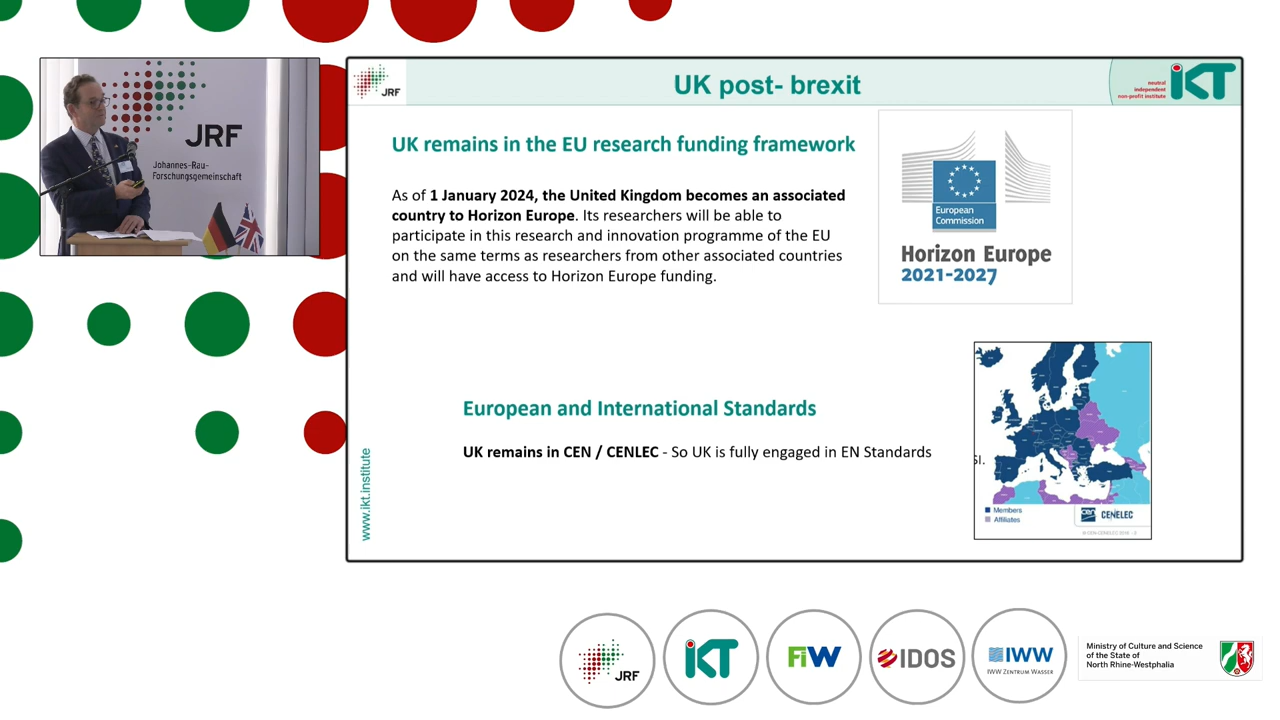 JRF
Johannes-Rau-
Forschungsgemeinschaft
JRF
UK post- brexit
neutral
independent
non-profit institute
iKT
UK remains in the EU research funding framework
As of 1 January 2024, the United Kingdom becomes an associated
country to Horizon Europe. Its researchers will be able to
participate in this research and innovation programme of the EU
on the same terms as researchers from other associated countries
and will have access to Horizon Europe funding.
European
Commission
Horizon Europe
2021-2027
European and International Standards
UK remains in CEN / CENLEC - So UK is fully engaged in EN Standards
SI.
Members
Affiliates
cen
CENELEC
www.ikt.institute
JRF
iKT
FiW
IDOS
IWW
IWW ZENTRUM WASSER
Ministry of Culture and Science
of the State of
North Rhine-Westphalia